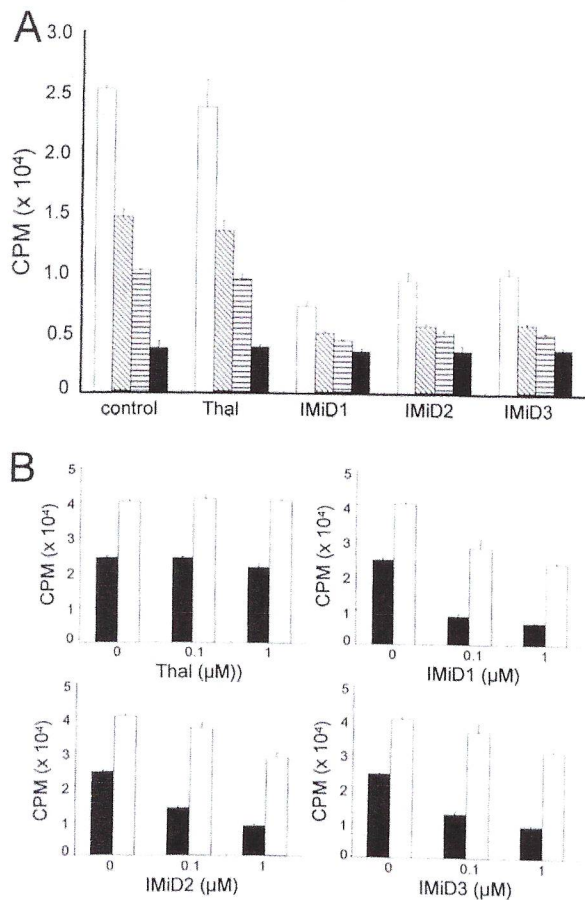 A
3.0
2.5
2.0
1.5
1.0
0.5
0
CPM (x 10⁴)
control Thal IMiD1 IMiD2 IMiD3
B
5
4
3
2
1
0
CPM (x 10⁴)
0 0.1 1
Thal (µM))
5
4
3
2
1
0
CPM (x 10⁴)
0 0.1 1
IMiD1 (µM)
5
4
3
2
1
0
CPM (x 10⁴)
0 0.1 1
IMiD2 (µM)
5
4
3
2
1
0
CPM (x 10⁴)
0 0.1 1
IMiD3 (µM)